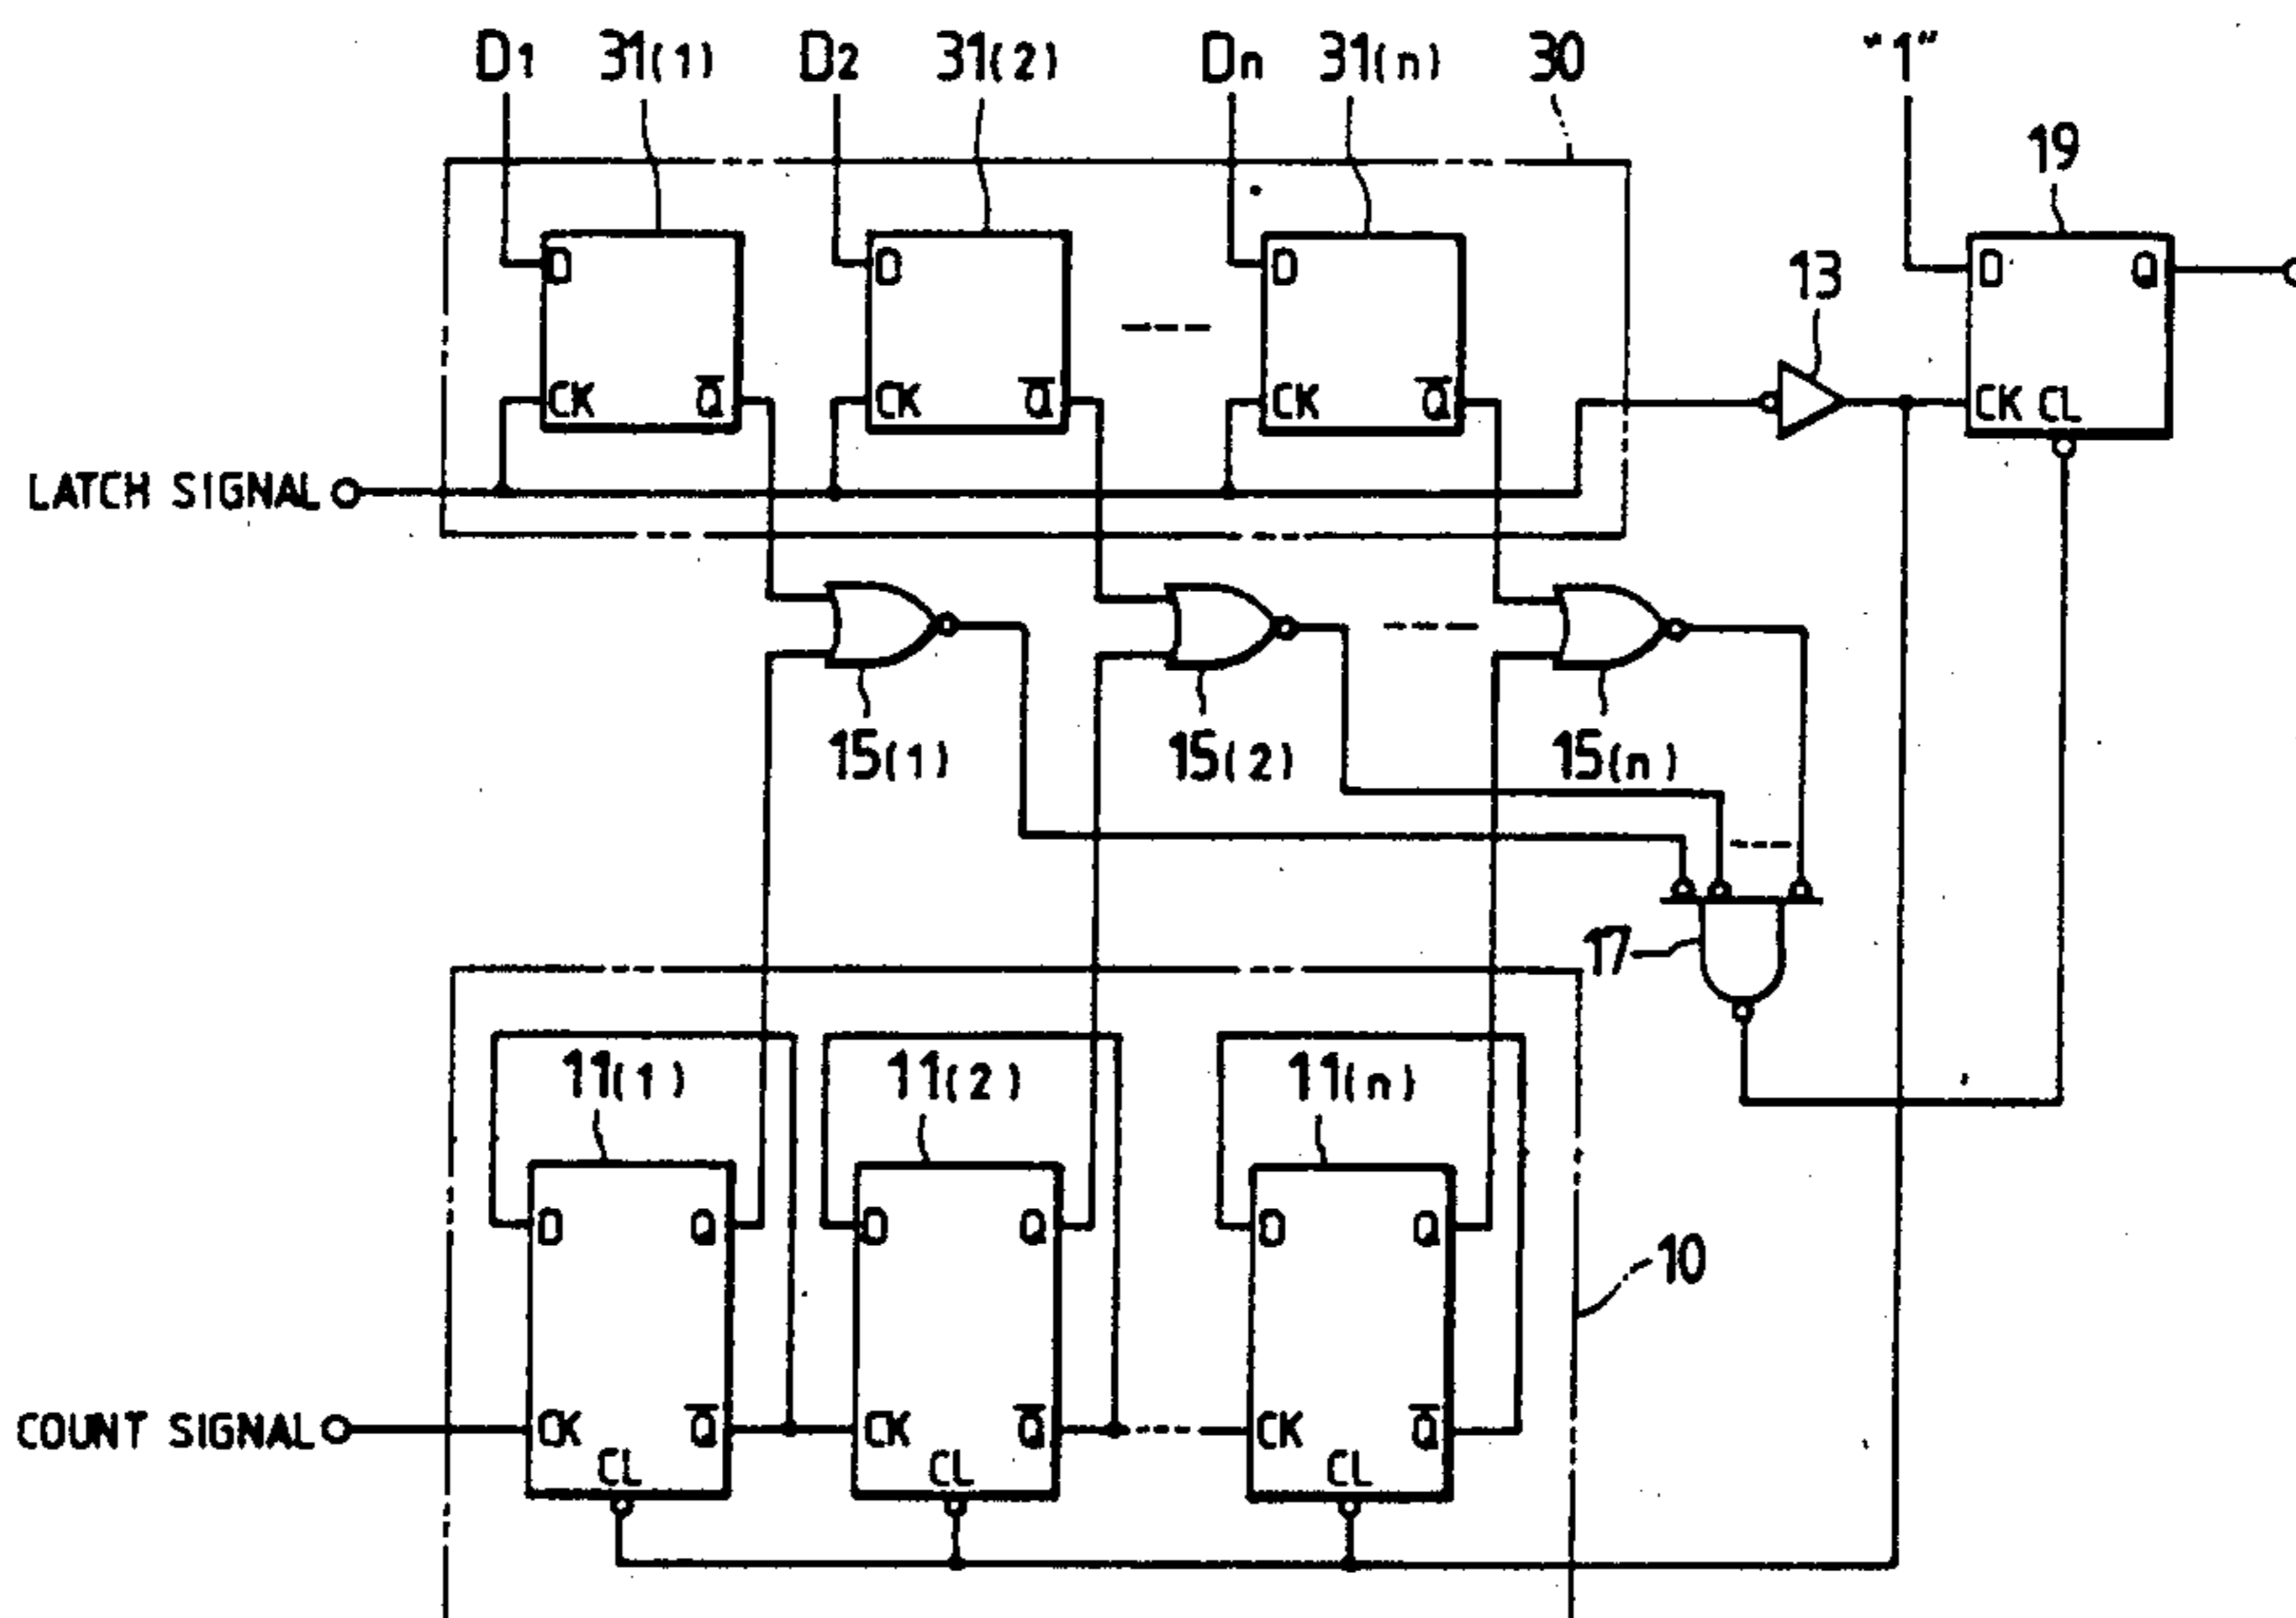 D1 31(1) D2 31(2) Dn 31(n) 30 "1"
19
D D D D Q
13
CK Q̅ CK Q̅ CK Q̅ CK CL
LATCH SIGNAL
15(1) 15(2) 15(n)
17
11(1) 11(2) 11(n)
D Q D Q D Q
10
COUNT SIGNAL CK Q̅ CK Q̅ CK Q̅
CL CL CL